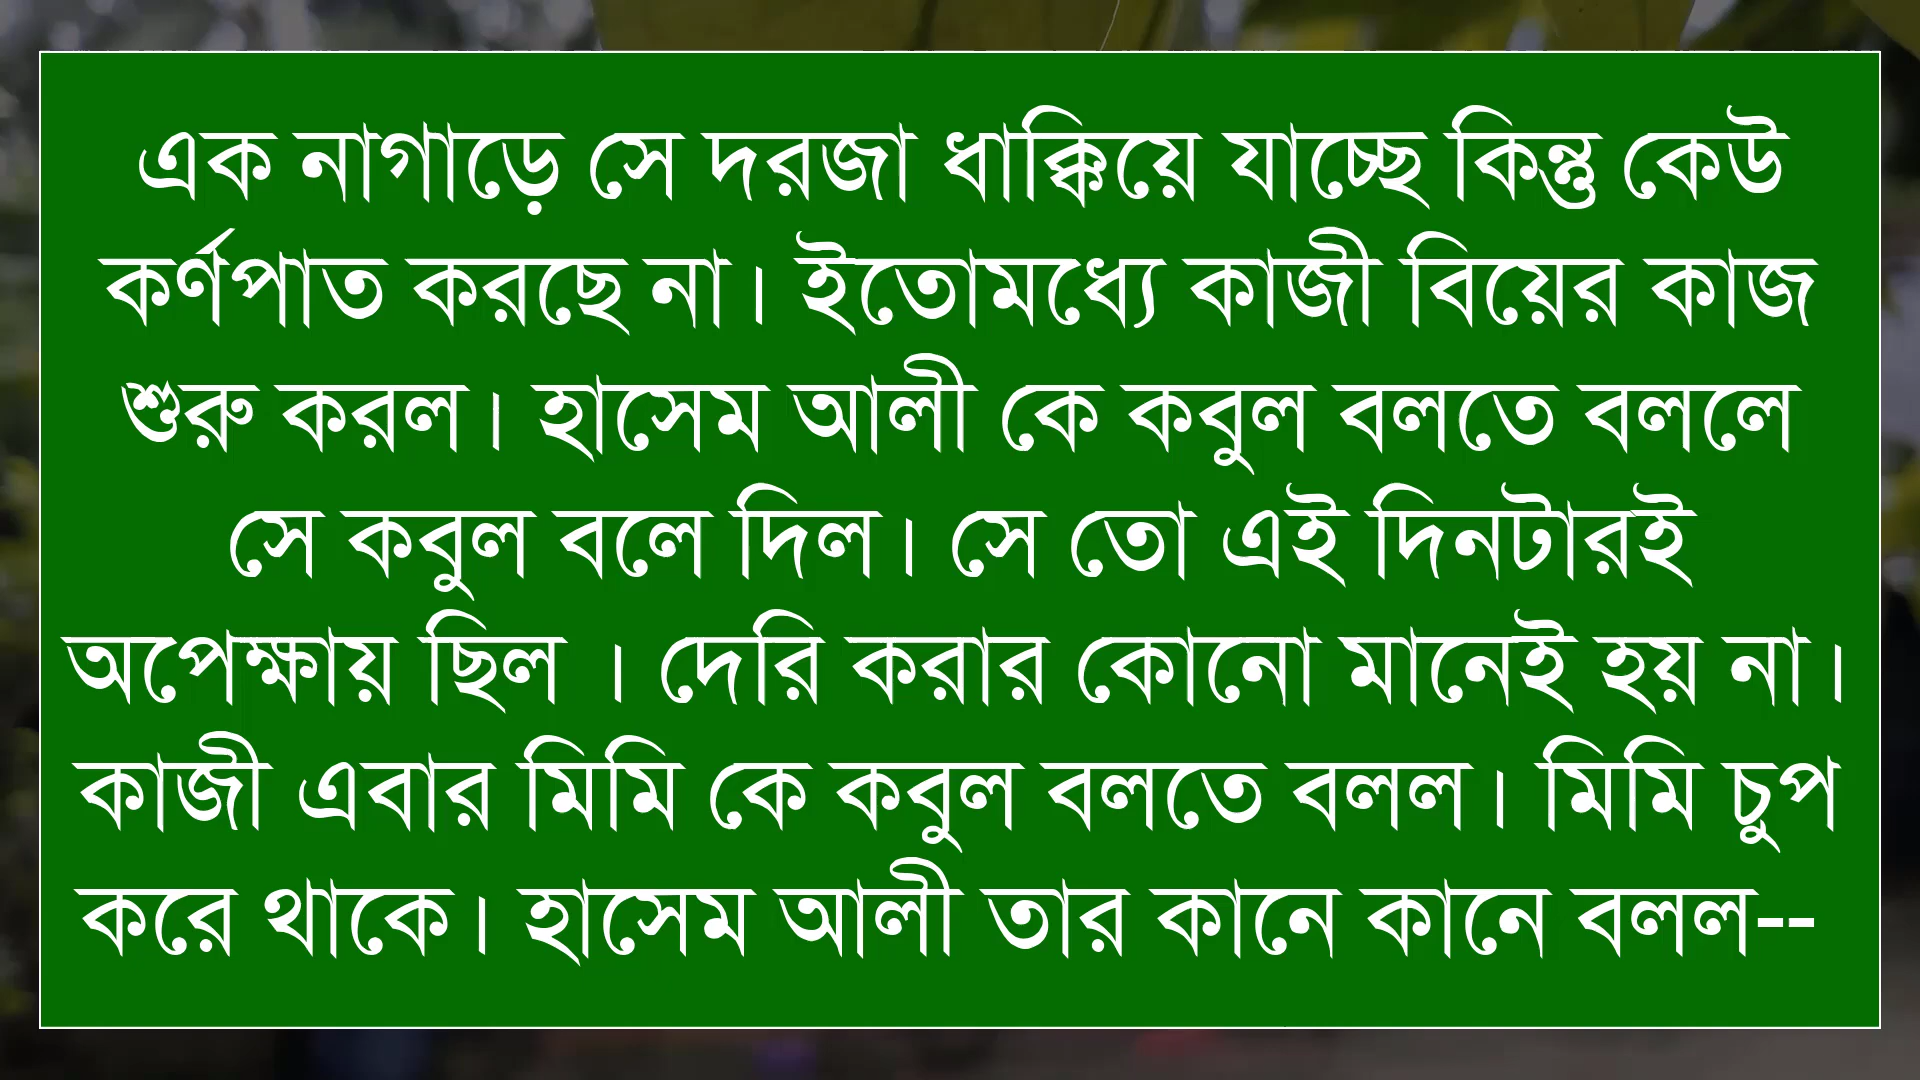 এক নাগাড়ে সে দরজা ধাক্কিয়ে যাচ্ছে কিন্তু কেউ
কর্ণপাত করছে না। ইতোমধ্যে কাজী বিয়ের কাজ
শুরু করল। হাসেম আলী কে কবুল বলতে বললে
সে কবুল বলে দিল। সে তো এই দিনটারই
অপেক্ষায় ছিল । দেরি করার কোনো মানেই হয় না।
কাজী এবার মিমি কে কবুল বলতে বলল। মিমি চুপ
করে থাকে। হাসেম আলী তার কানে কানে বলল--